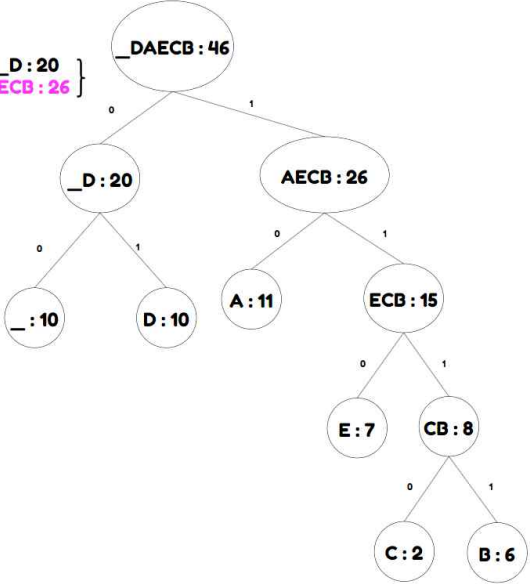 _DAECB : 46
_D : 20
ECB : 26
0
1
_D : 20
AECB : 26
0
1
0
1
_ : 10
D : 10
A : 11
ECB : 15
0
1
E : 7
CB : 8
0
1
C : 2
B : 6